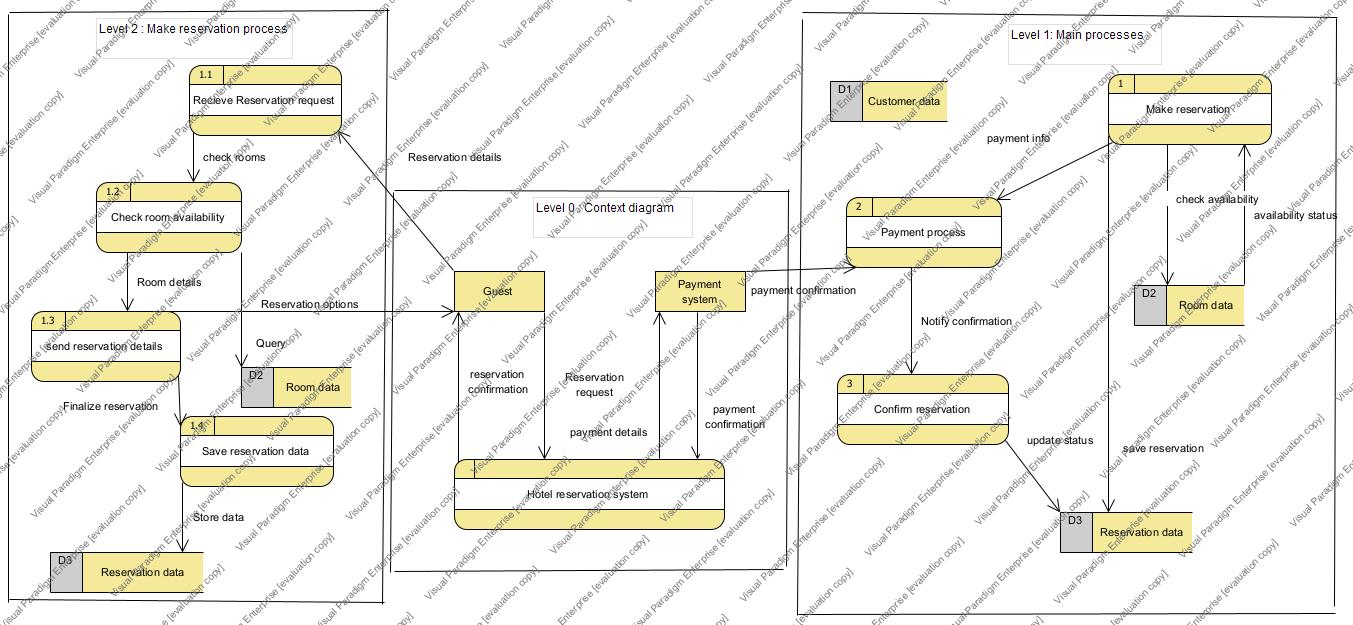 Level 2 : Make reservation process
1.1
Recieve Reservation request
check rooms
1.2
Check room availability
Room details
Reservation options
1.3
send reservation details
Query
D2
Room data
Finalize reservation
1.4
Save reservation data
Store data
D3
Reservation data
Reservation details
Level 0 : Context diagram
Guest
Payment
system
payment confirmation
reservation
confirmation
Reservation
request
payment details
payment
confirmation
Hotel reservation system
Level 1: Main processes
D1
Customer data
1
Make reservation
payment info
2
Payment process
check availability
availability status
D2
Room data
Notify confirmation
3
Confirm reservation
update status
save reservation
D3
Reservation data
Visual Paradigm Enterprise [evaluation copy]